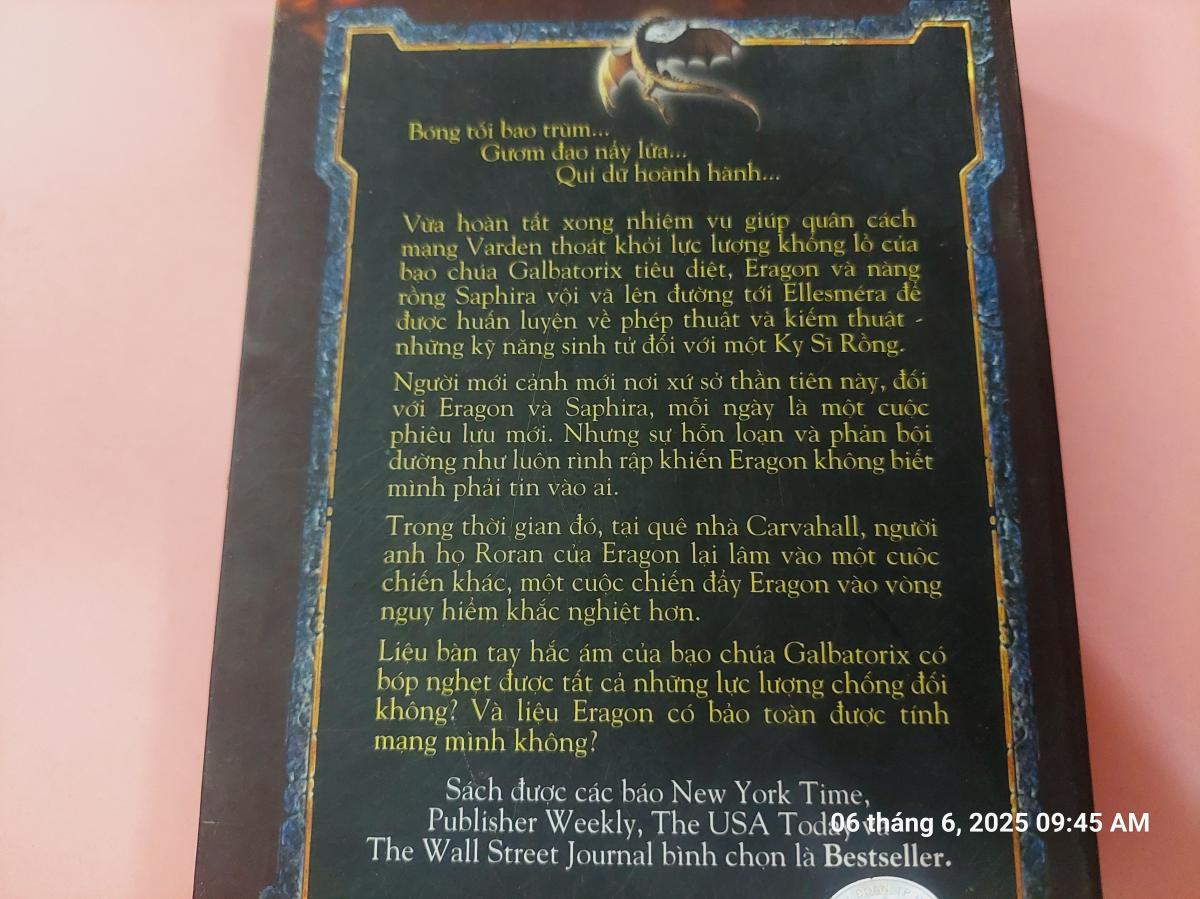 Bóng tối bao trùm...
Gươm đao nảy lửa...
Quỉ dữ hoành hành...
Vừa hoàn tất xong nhiệm vụ giúp quân cách
mạng Varden thoát khỏi lực lượng khổng lồ của
bạo chúa Galbatorix tiêu diệt, Eragon và nàng
rồng Saphira vội vã lên đường tới Ellesméra để
được huấn luyện về phép thuật và kiếm thuật -
những kỹ năng sinh tử đối với một Kỵ Sĩ Rồng.
Người mới cảnh mới nơi xứ sở thần tiên này, đối
với Eragon và Saphira, mỗi ngày là một cuộc
phiêu lưu mới. Nhưng sự hỗn loạn và phản bội
dường như luôn rình rập khiến Eragon không biết
mình phải tin vào ai.
Trong thời gian đó, tại quê nhà Carvahall, người
anh họ Roran của Eragon lại lâm vào một cuộc
chiến khác, một cuộc chiến đẩy Eragon vào vòng
nguy hiểm khắc nghiệt hơn.
Liệu bàn tay hắc ám của bạo chúa Galbatorix có
bóp nghẹt được tất cả những lực lượng chống đối
không? Và liệu Eragon có bảo toàn được tính
mạng mình không?
Sách được các báo New York Time,
Publisher Weekly, The USA Today và
06 tháng 6, 2025 09:45 AM
The Wall Street Journal bình chọn là Bestseller.